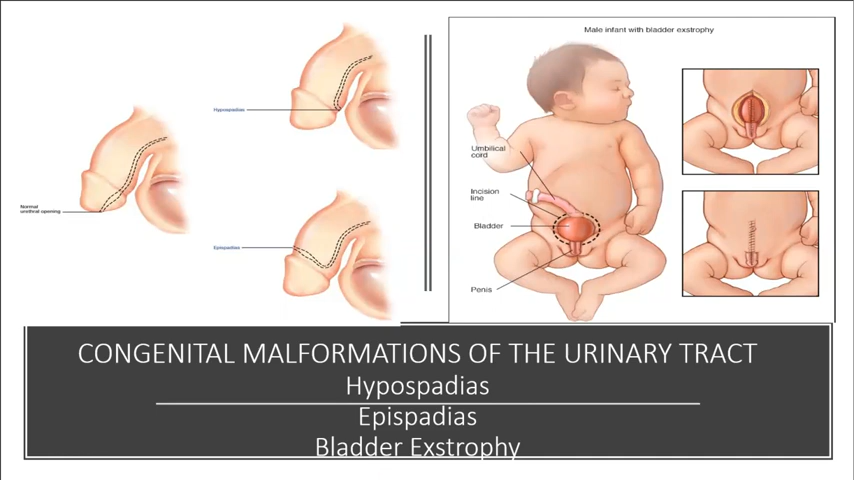 Male infant with bladder exstrophy
Hypospadias
Normal
urethral opening
Epispadias
Umbilical
cord
Incision
line
Bladder
Penis
CONGENITAL MALFORMATIONS OF THE URINARY TRACT
Hypospadias
Epispadias
Bladder Exstrophy